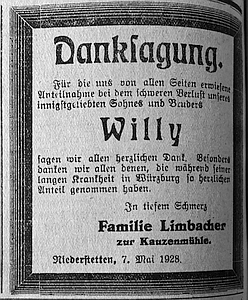 Danksagung.
Für die uns von allen Seiten erwiesene
Anteilnahme bei dem schweren Verlust unseres
innigstgeliebten Sohnes und Bruders
Willy
sagen wir allen herzlichen Dank. Besonders
danken wir allen denen, die während seiner
langen Krankheit in Würzburg so herzlichen
Anteil genommen haben.
In tiefem Schmerz
Familie Limbacher
zur Kauzenmühle.
Niederstetten, 7. Mai 1928.